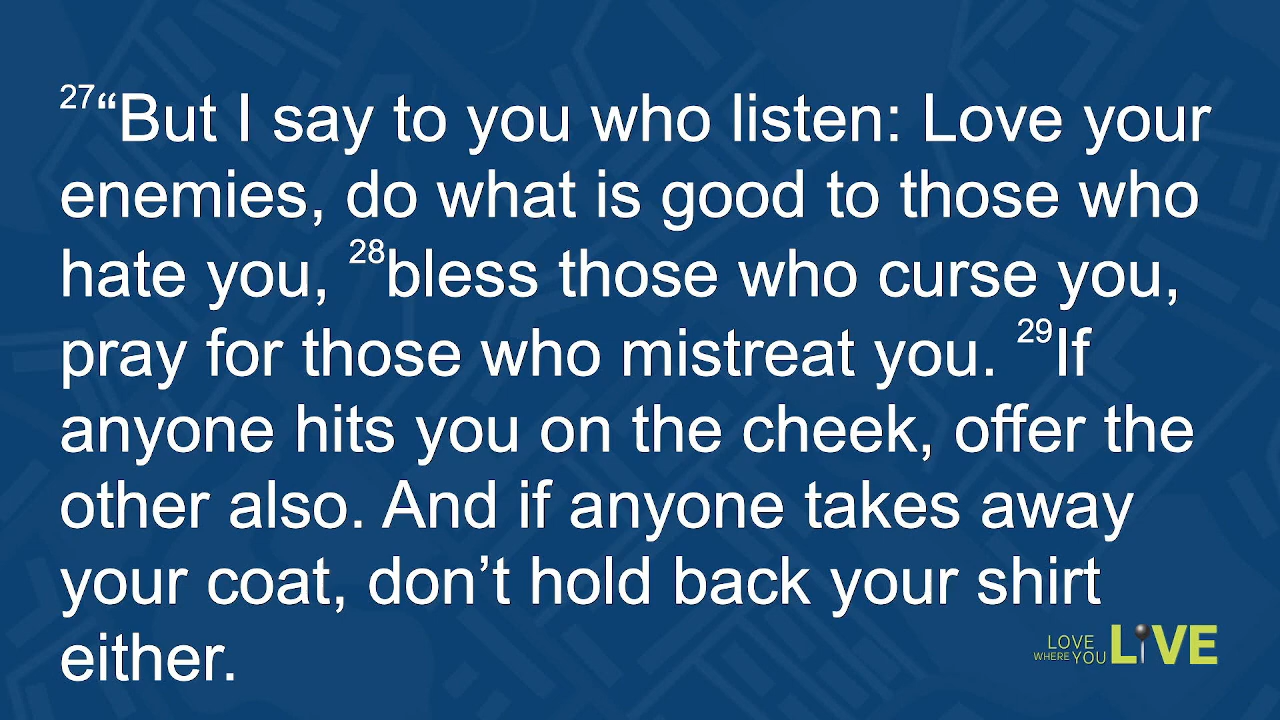 27“But I say to you who listen: Love your
enemies, do what is good to those who
hate you, 28bless those who curse you,
pray for those who mistreat you. 29If
anyone hits you on the cheek, offer the
other also. And if anyone takes away
your coat, don’t hold back your shirt
either.
LOVE
WHERE YOU LIVE